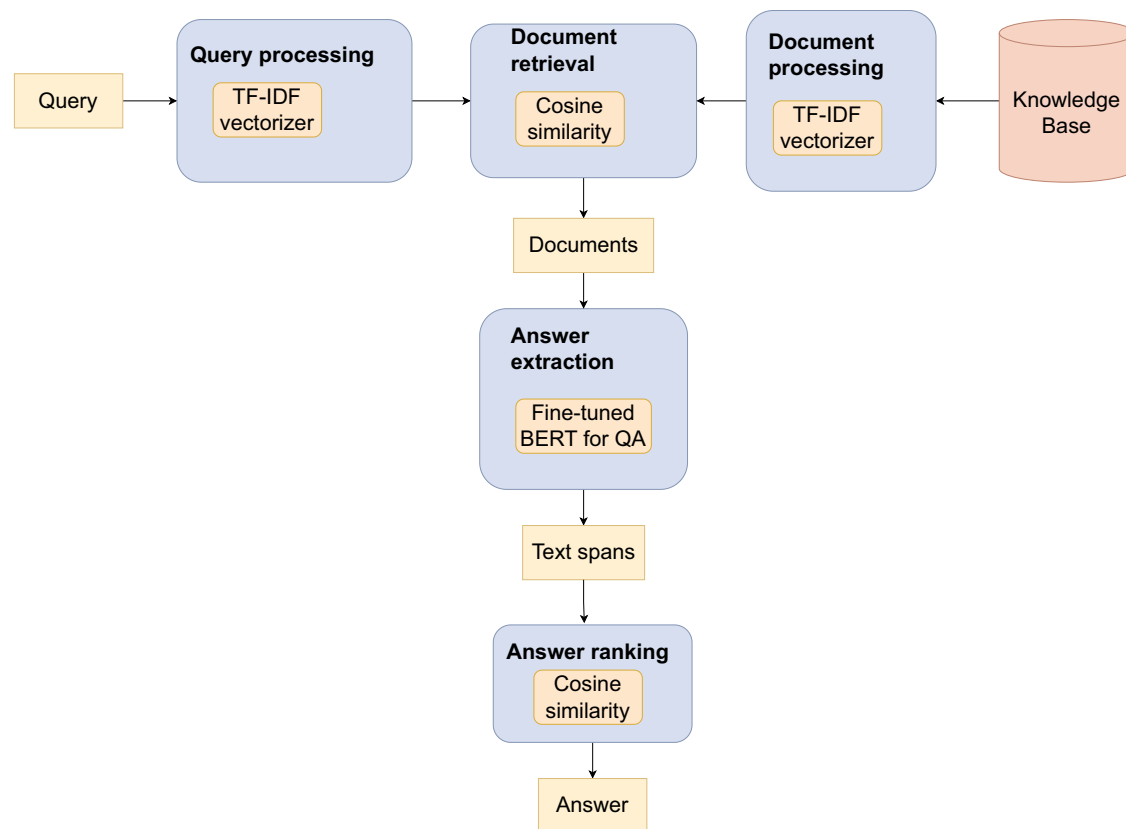 Query
Query processing
TF-IDF
vectorizer
Document
retrieval
Cosine
similarity
Document
processing
TF-IDF
vectorizer
Knowledge
Base
Documents
Answer
extraction
Fine-tuned
BERT for QA
Text spans
Answer ranking
Cosine
similarity
Answer